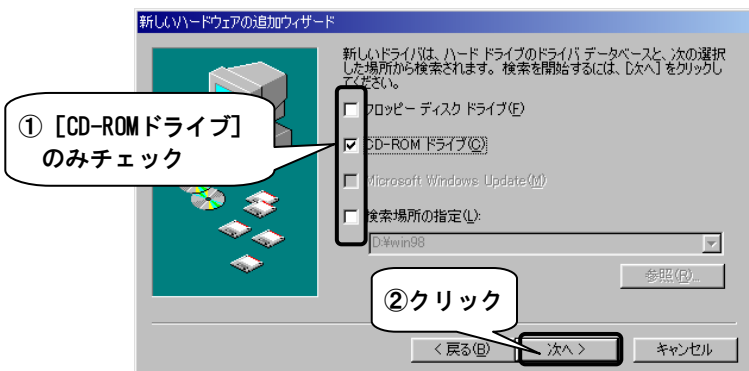 新しいハードウェアの追加ウィザード
新しいドライバは、ハード ドライブのドライバ データベースと、次の選択
した場所から検索されます。検索を開始するには、[次へ] をクリックし
てください。
フロッピー ディスク ドライブ(F)
① [CD-ROMドライブ]
のみチェック
CD-ROM ドライブ(C)
Microsoft Windows Update(M)
検索場所の指定(L):
D:¥win98
参照(R)...
②クリック
< 戻る(B)
次へ >
キャンセル